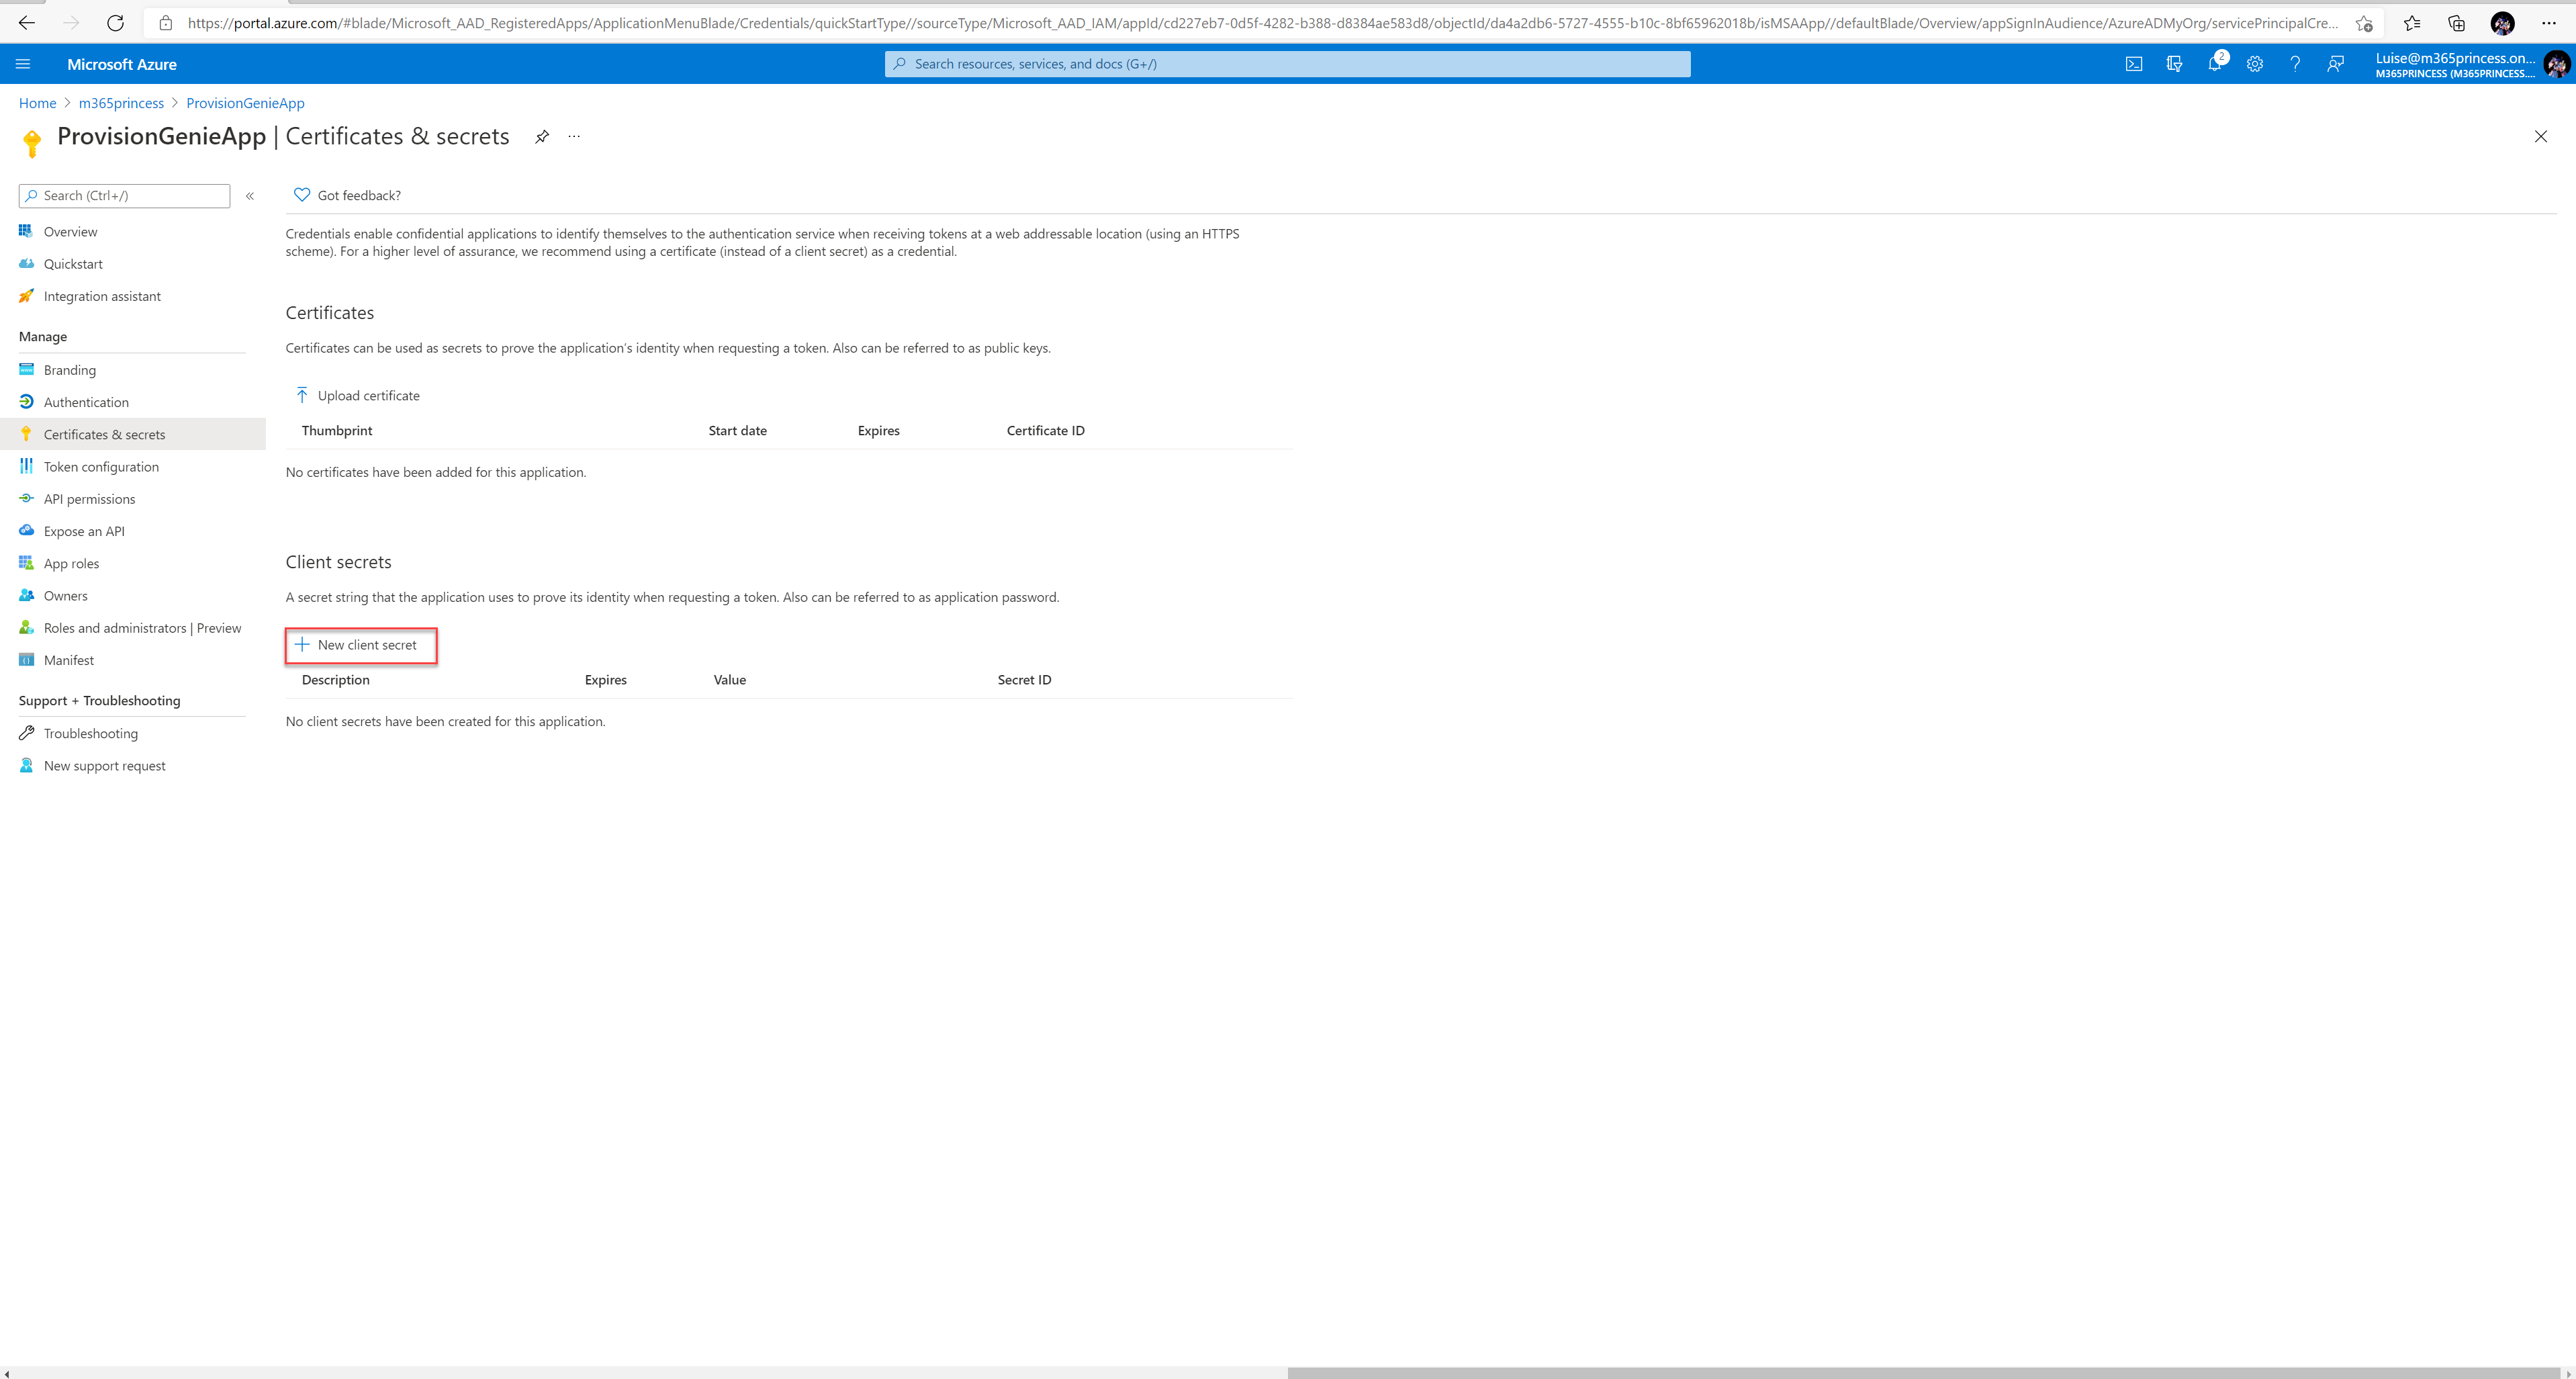 https://portal.azure.com/#blade/Microsoft_AAD_RegisteredApps/ApplicationMenuBlade/Credentials/quickStartType//sourceType/Microsoft_AAD_IAM/appId/cd227eb7-0d5f-4282-b388-d8384ae583d8/objectId/da4a2db6-5727-4555-b10c-8bf65962018b/isMSAApp//defaultBlade/Overview/appSignInAudience/AzureADMyOrg/servicePrincipalCre...
Microsoft Azure
Search resources, services, and docs (G+/)
2
Luise@m365princess.on...
M365PRINCESS (M365PRINCESS....
Home > m365princess > ProvisionGenieApp
ProvisionGenieApp | Certificates & secrets
Search (Ctrl+/)
Overview
Quickstart
Integration assistant
Manage
Branding
Authentication
Certificates & secrets
Token configuration
API permissions
Expose an API
App roles
Owners
Roles and administrators | Preview
Manifest
Support + Troubleshooting
Troubleshooting
New support request
Got feedback?
Credentials enable confidential applications to identify themselves to the authentication service when receiving tokens at a web addressable location (using an HTTPS
scheme). For a higher level of assurance, we recommend using a certificate (instead of a client secret) as a credential.
Certificates
Certificates can be used as secrets to prove the application's identity when requesting a token. Also can be referred to as public keys.
Upload certificate
Thumbprint Start date Expires Certificate ID
No certificates have been added for this application.
Client secrets
A secret string that the application uses to prove its identity when requesting a token. Also can be referred to as application password.
New client secret
Description Expires Value Secret ID
No client secrets have been created for this application.